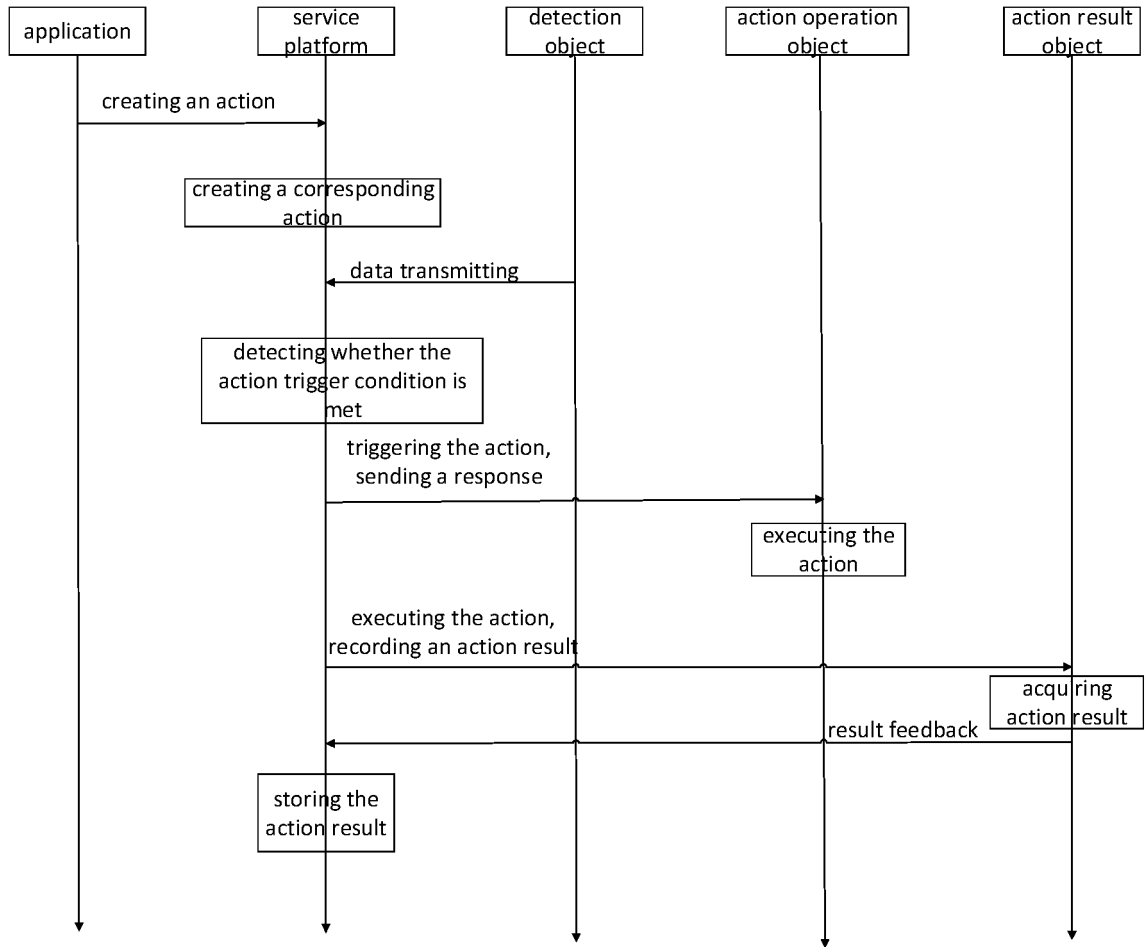 application
service
platform
detection
object
action operation
object
action result
object
creating an action
creating a corresponding
action
data transmitting
detecting whether the
action trigger condition is
met
triggering the action,
sending a response
executing the
action
executing the action,
recording an action result
acquiring
action result
result feedback
storing the
action result